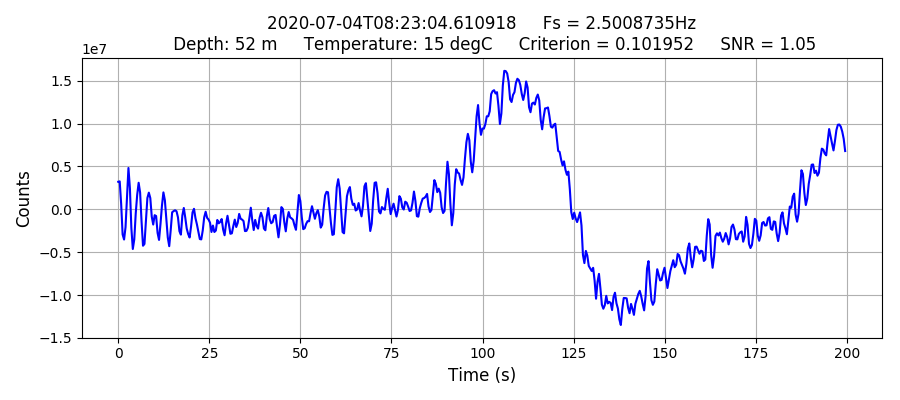 2020-07-04T08:23:04.610918 Fs = 2.5008735Hz
Depth: 52 m Temperature: 15 degC Criterion = 0.101952 SNR = 1.05
1e7
1.5
1.0
0.5
0.0
−0.5
−1.0
−1.5
Counts
0 25 50 75 100 125 150 175 200
Time (s)